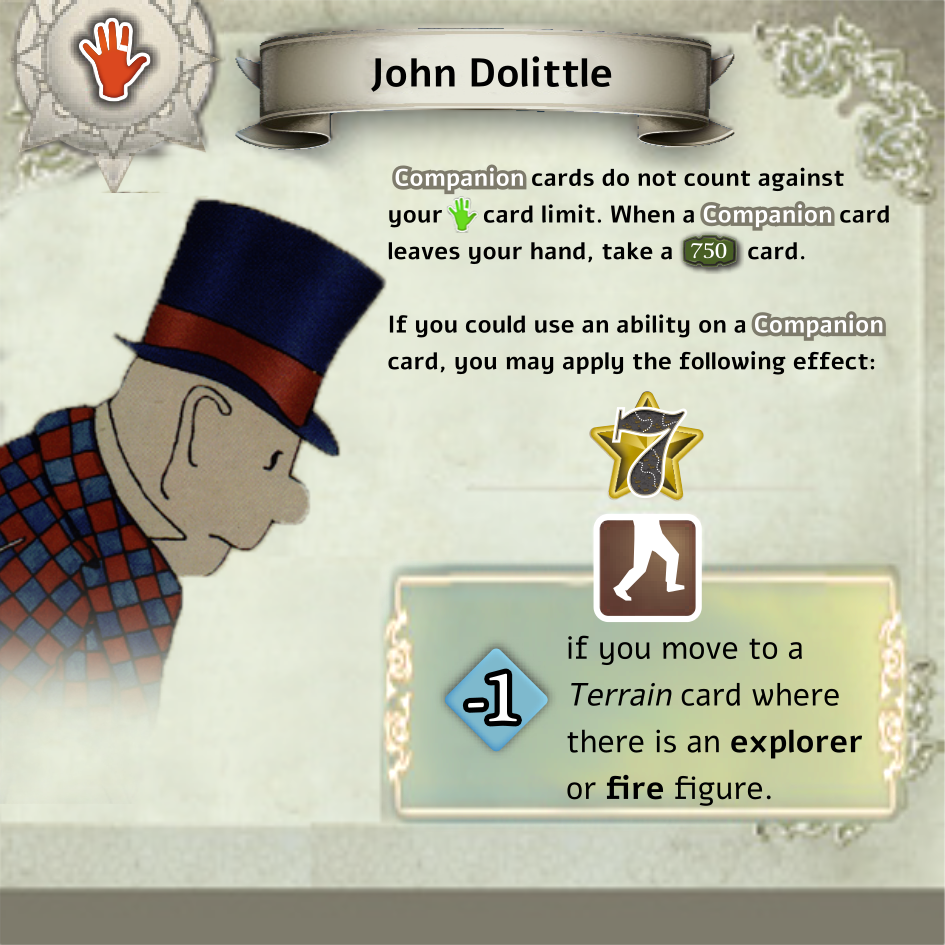 John Dolittle
Companion cards do not count against
your card limit. When a Companion card
leaves your hand, take a 750 card.
If you could use an ability on a Companion
card, you may apply the following effect:
7
-1
if you move to a
Terrain card where
there is an explorer
or fire figure.